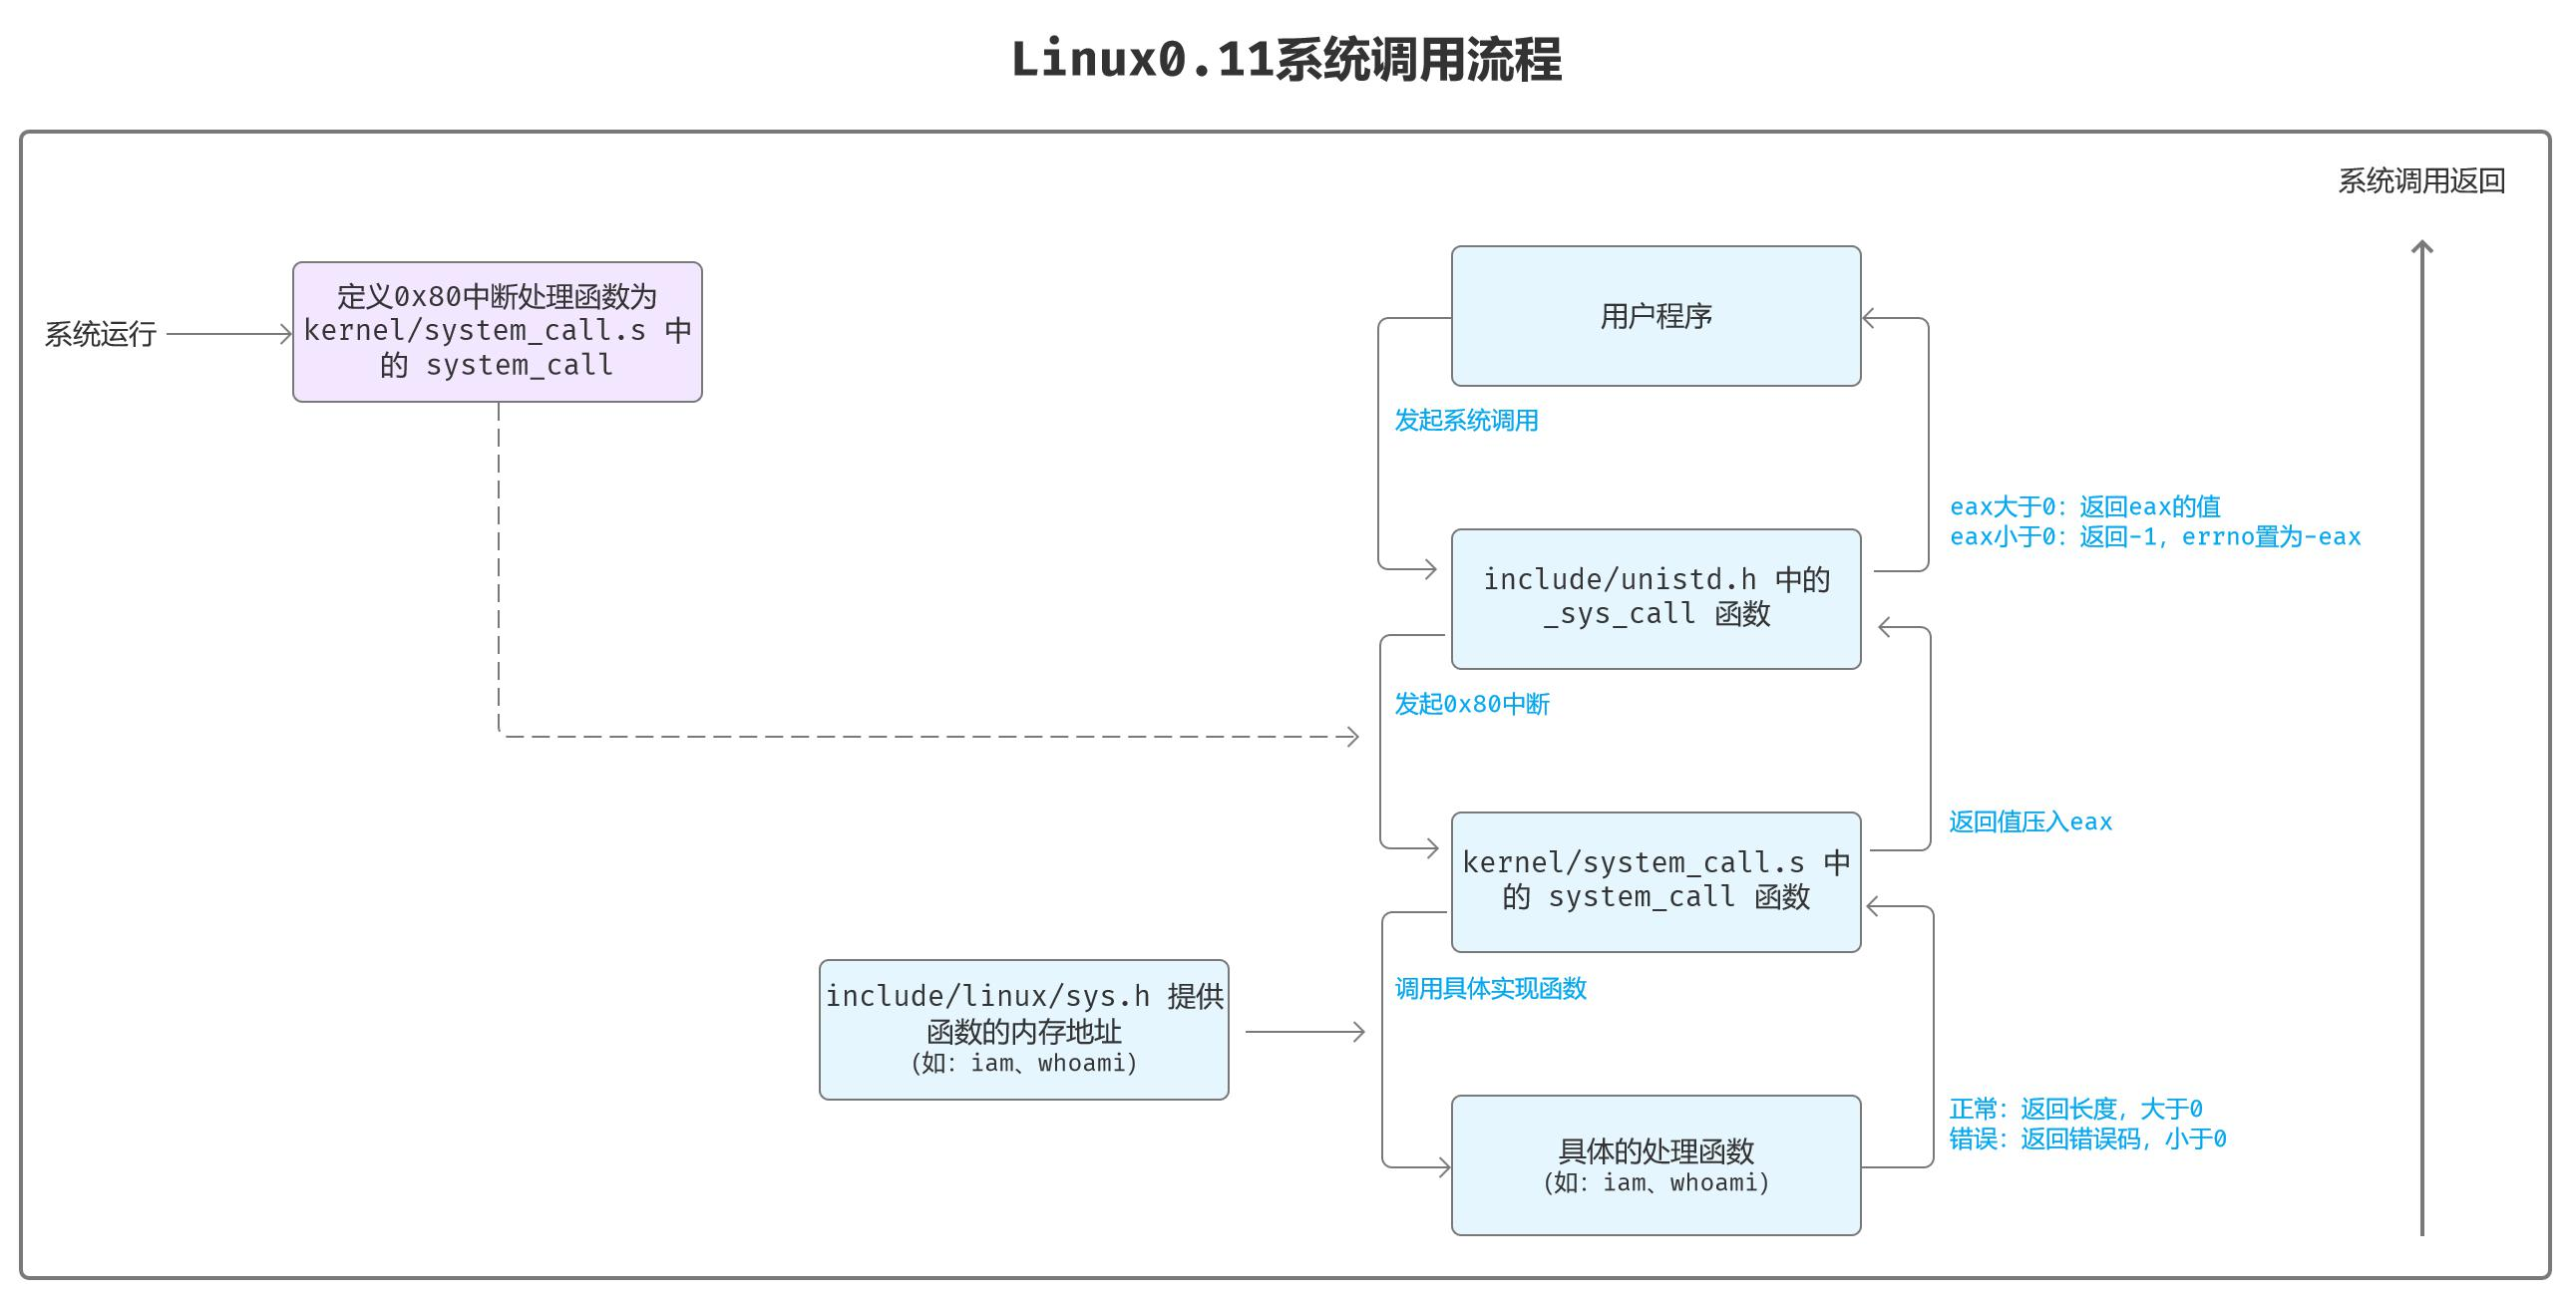 Linux0.11系统调用流程
系统调用返回
系统运行
定义0x80中断处理函数为
kernel/system_call.s 中
的 system_call
用户程序
发起系统调用
eax大于0：返回eax的值
eax小于0：返回-1，errno置为-eax
include/unistd.h 中的
_sys_call 函数
发起0x80中断
返回值压入eax
kernel/system_call.s 中
的 system_call 函数
调用具体实现函数
include/linux/sys.h 提供
函数的内存地址
（如：iam、whoami）
正常：返回长度，大于0
错误：返回错误码，小于0
具体的处理函数
（如：iam、whoami）